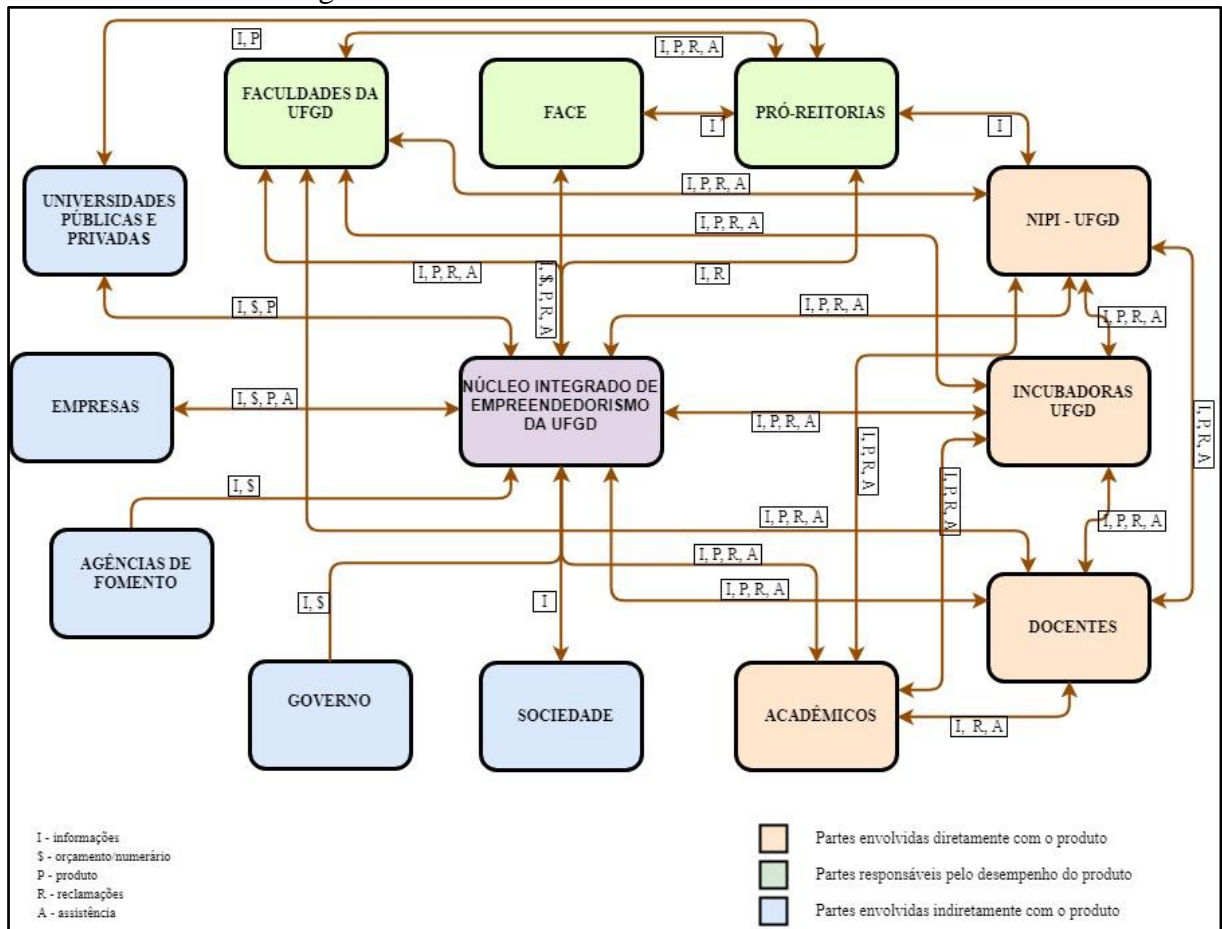 I, P
I, P, R, A
FACULDADES DA
UFGD
FACE
PRÓ-REITORIAS
I
I
UNIVERSIDADES
PÚBLICAS E
PRIVADAS
I, P, R, A
NIPI - UFGD
I, P, R, A
I, P, R, A
I, $, P, R, A
I, R
I, $, P
I, P, R, A
I, P, R, A
EMPRESAS
I, $, P, A
NÚCLEO INTEGRADO DE
EMPREENDEDORISMO
DA UFGD
I, P, R, A
INCUBADORAS
UFGD
I, P, R, A
I, P, R, A
I, P, R, A
I, $
I, P, R, A
I, P, R, A
AGÊNCIAS DE
FOMENTO
I, P, R, A
I, P, R, A
I, $
I
DOCENTES
GOVERNO
SOCIEDADE
ACADÊMICOS
I, R, A
I - informações
$ - orçamento/numerário
P - produto
R - reclamações
A - assistência
Partes envolvidas diretamente com o produto
Partes responsáveis pelo desempenho do produto
Partes envolvidas indiretamente com o produto